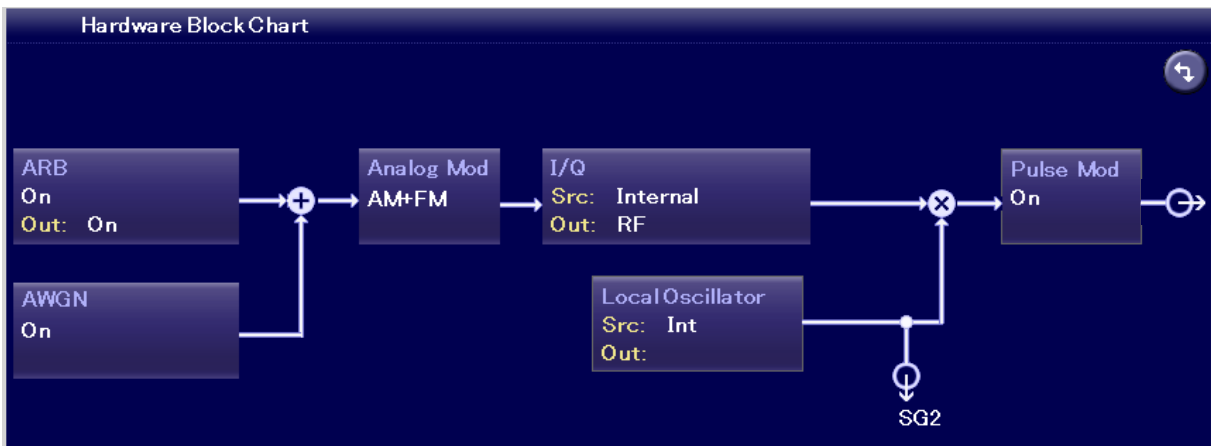 Hardware Block Chart
ARB
On
Out: On
AWGN
On
Analog Mod
AM+FM
I/Q
Src: Internal
Out: RF
Local Oscillator
Src: Int
Out:
SG2
Pulse Mod
On